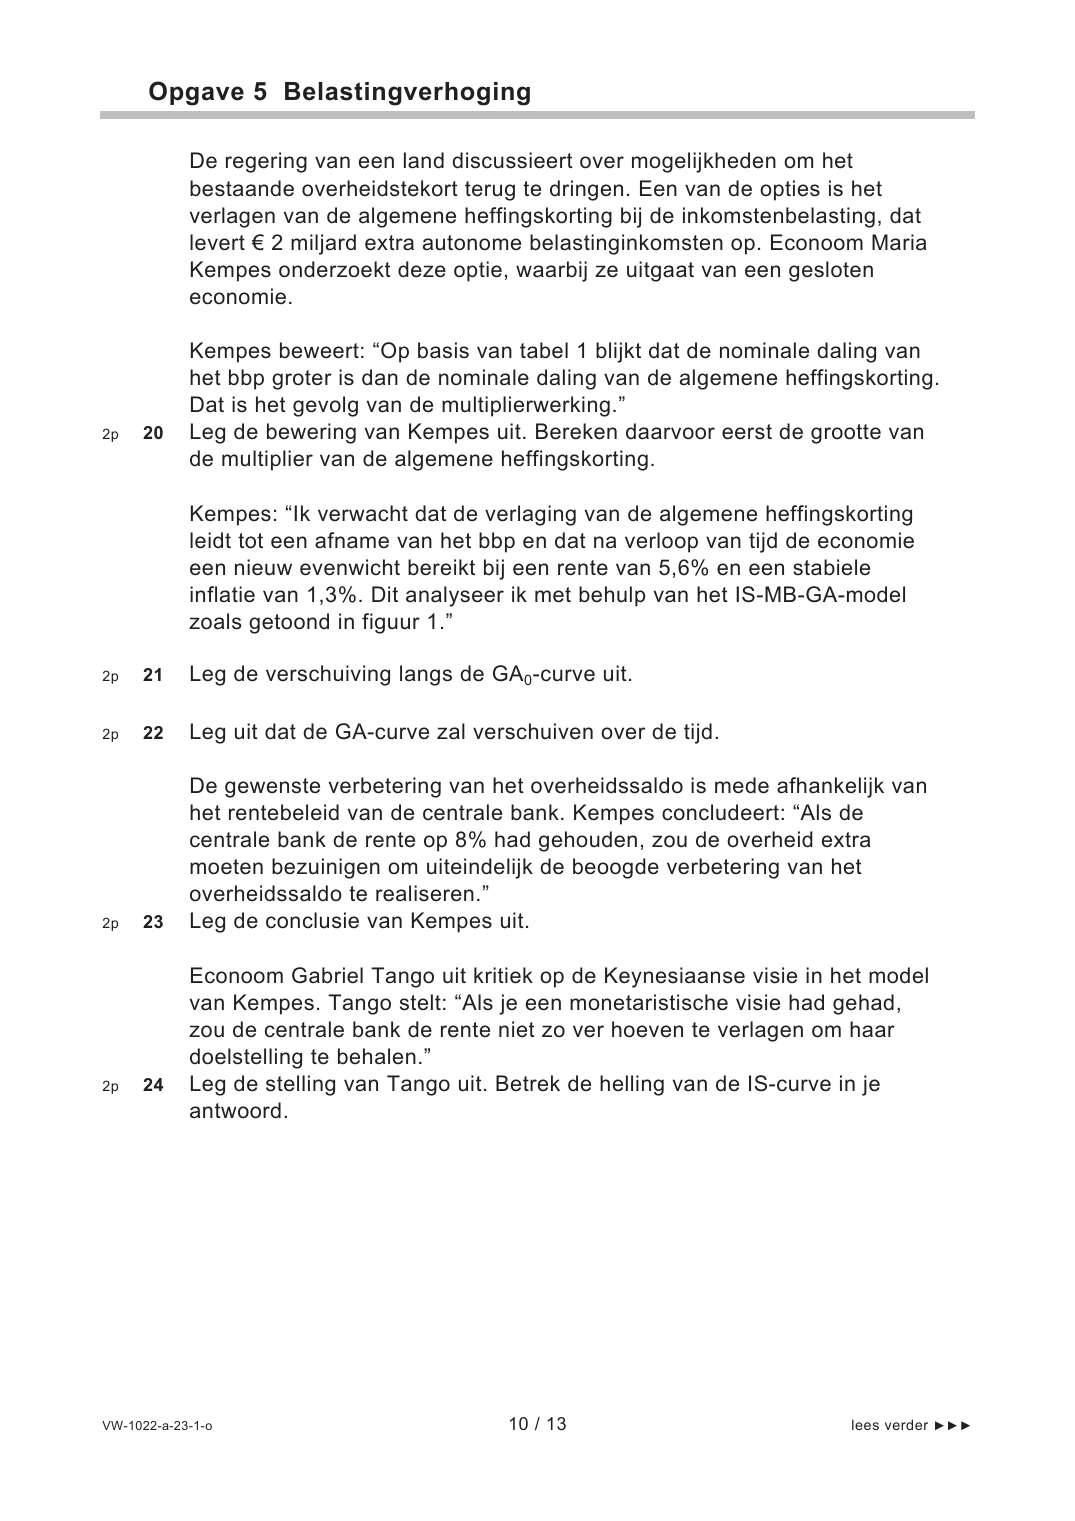 Opgave 5 Belastingverhoging
De regering van een land discussieert over mogelijkheden om het
bestaande overheidstekort terug te dringen. Een van de opties is het
verlagen van de algemene heffingskorting bij de inkomstenbelasting, dat
levert € 2 miljard extra autonome belastinginkomsten op. Econoom Maria
Kempes onderzoekt deze optie, waarbij ze uitgaat van een gesloten
economie.
Kempes beweert: “Op basis van tabel 1 blijkt dat de nominale daling van
het bbp groter is dan de nominale daling van de algemene heffingskorting.
Dat is het gevolg van de multiplierwerking.”
2p 20 Leg de bewering van Kempes uit. Bereken daarvoor eerst de grootte van
de multiplier van de algemene heffingskorting.
Kempes: “Ik verwacht dat de verlaging van de algemene heffingskorting
leidt tot een afname van het bbp en dat na verloop van tijd de economie
een nieuw evenwicht bereikt bij een rente van 5,6% en een stabiele
inflatie van 1,3%. Dit analyseer ik met behulp van het IS-MB-GA-model
zoals getoond in figuur 1.”
2p 21 Leg de verschuiving langs de GA₀-curve uit.
2p 22 Leg uit dat de GA-curve zal verschuiven over de tijd.
De gewenste verbetering van het overheidssaldo is mede afhankelijk van
het rentebeleid van de centrale bank. Kempes concludeert: “Als de
centrale bank de rente op 8% had gehouden, zou de overheid extra
moeten bezuinigen om uiteindelijk de beoogde verbetering van het
overheidssaldo te realiseren.”
2p 23 Leg de conclusie van Kempes uit.
Econoom Gabriel Tango uit kritiek op de Keynesiaanse visie in het model
van Kempes. Tango stelt: “Als je een monetaristische visie had gehad,
zou de centrale bank de rente niet zo ver hoeven te verlagen om haar
doelstelling te behalen.”
2p 24 Leg de stelling van Tango uit. Betrek de helling van de IS-curve in je
antwoord.
VW-1022-a-23-1-o 10 / 13 lees verder ►►►